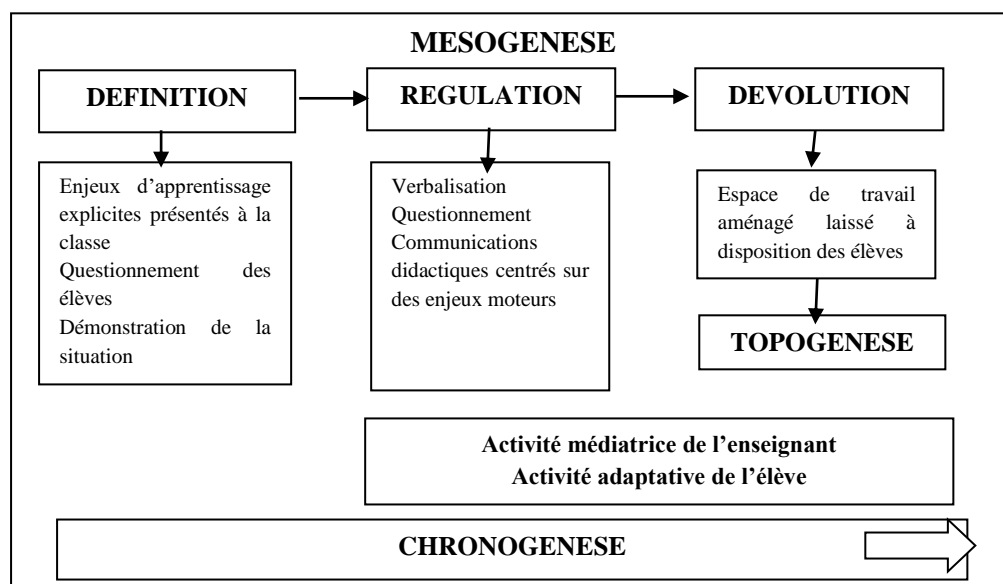 MESOGENESE
DEFINITION
REGULATION
DEVOLUTION
Enjeux d’apprentissage
explicites présentés à la
classe
Questionnement des
élèves
Démonstration de la
situation
Verbalisation
Questionnement
Communications
didactiques centrés sur
des enjeux moteurs
Espace de travail
aménagé laissé à
disposition des élèves
TOPOGENESE
Activité médiatrice de l’enseignant
Activité adaptative de l’élève
CHRONOGENESE